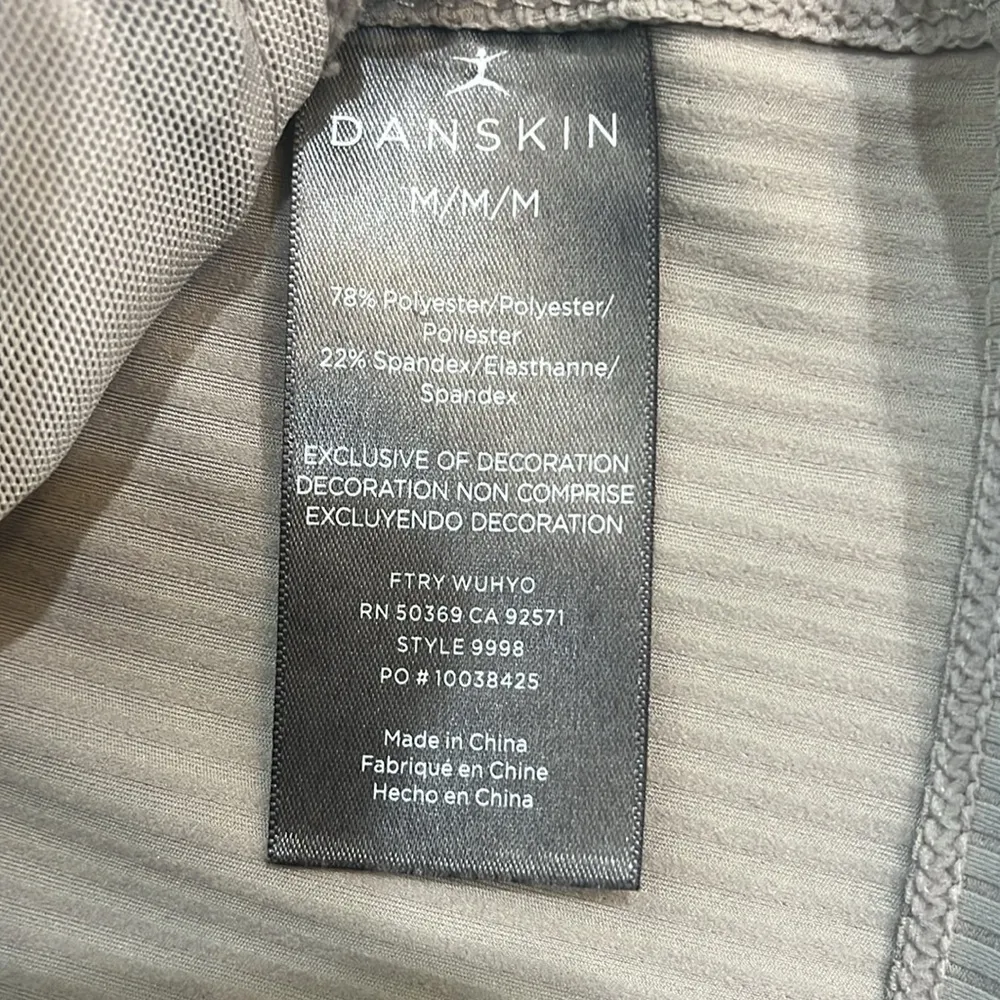 DANSKIN
M/M/M
78% Polyester/Polyester/
Poliester
22% Spandex/Elasthanne/
Spandex
EXCLUSIVE OF DECORATION
DECORATION NON COMPRISE
EXCLUYENDO DECORATION
FTRY WUHYO
RN 50369 CA 92571
STYLE 9998
PO # 10038425
Made in China
Fabriqué en Chine
Hecho en China